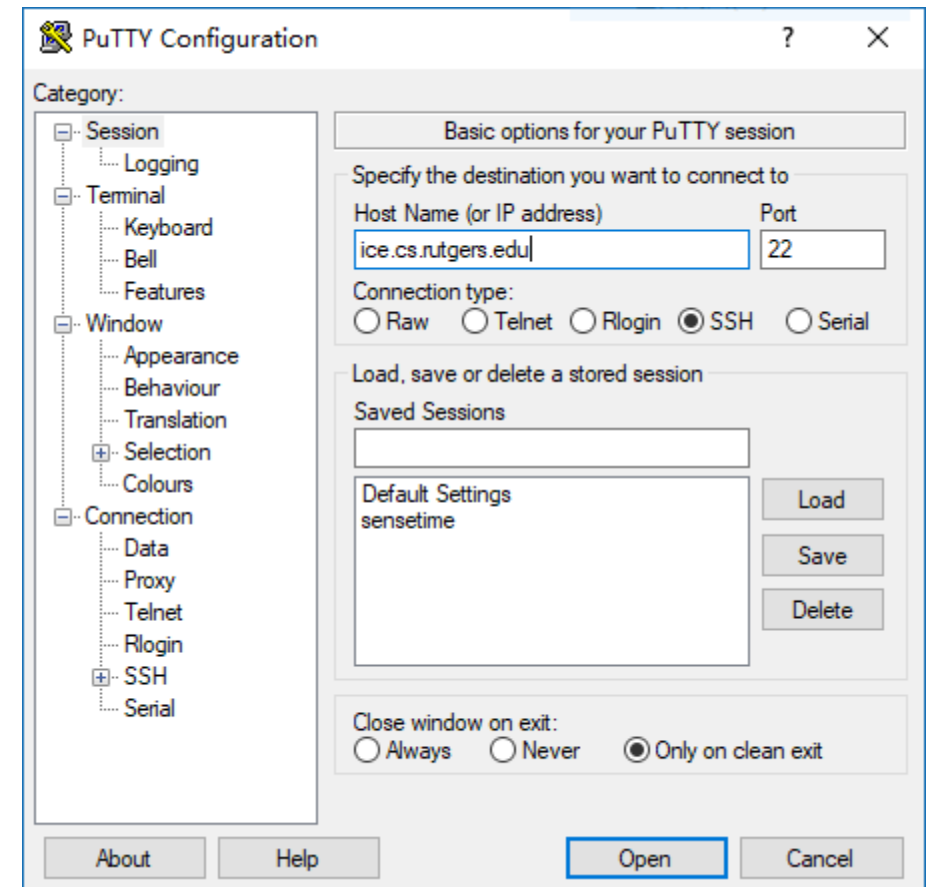 PuTTY Configuration ? ×
Category:
Session
Logging
Terminal
Keyboard
Bell
Features
Window
Appearance
Behaviour
Translation
Selection
Colours
Connection
Data
Proxy
Telnet
Rlogin
SSH
Serial
Basic options for your PuTTY session
Specify the destination you want to connect to
Host Name (or IP address) Port
ice.cs.rutgers.edu 22
Connection type:
Raw Telnet Rlogin SSH Serial
Load, save or delete a stored session
Saved Sessions
Default Settings
sensetime
Load
Save
Delete
Close window on exit:
Always Never Only on clean exit
About Help Open Cancel